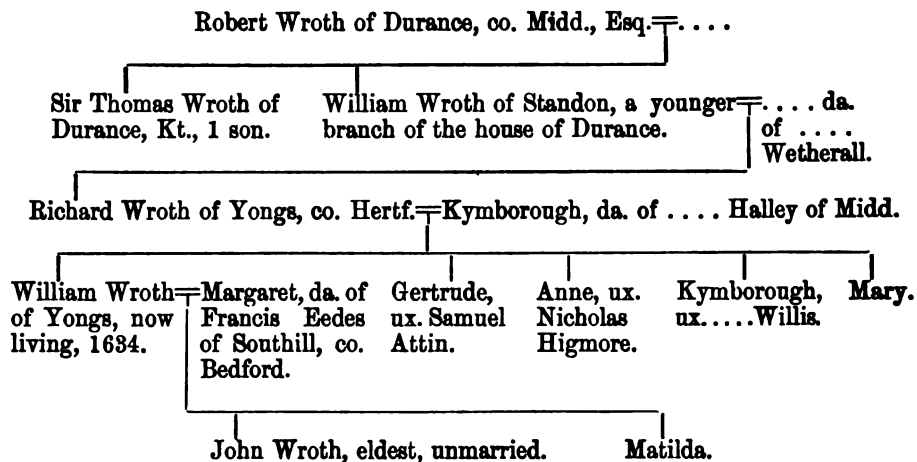 Robert Wroth of Durance, co. Midd., Esq.=....
Sir Thomas Wroth of
Durance, Kt., 1 son.
William Wroth of Standon, a younger=.... da.
branch of the house of Durance.
of ....
Wetherall.
Richard Wroth of Yongs, co. Hertf.=Kymborough, da. of .... Halley of Midd.
William Wroth=
of Yongs, now
living, 1634.
Margaret, da. of
Francis Eedes
of Southill, co.
Bedford.
Gertrude,
ux. Samuel
Attin.
Anne, ux.
Nicholas
Higmore.
Kymborough,
ux.....Willis.
Mary.
John Wroth, eldest, unmarried.
Matilda.